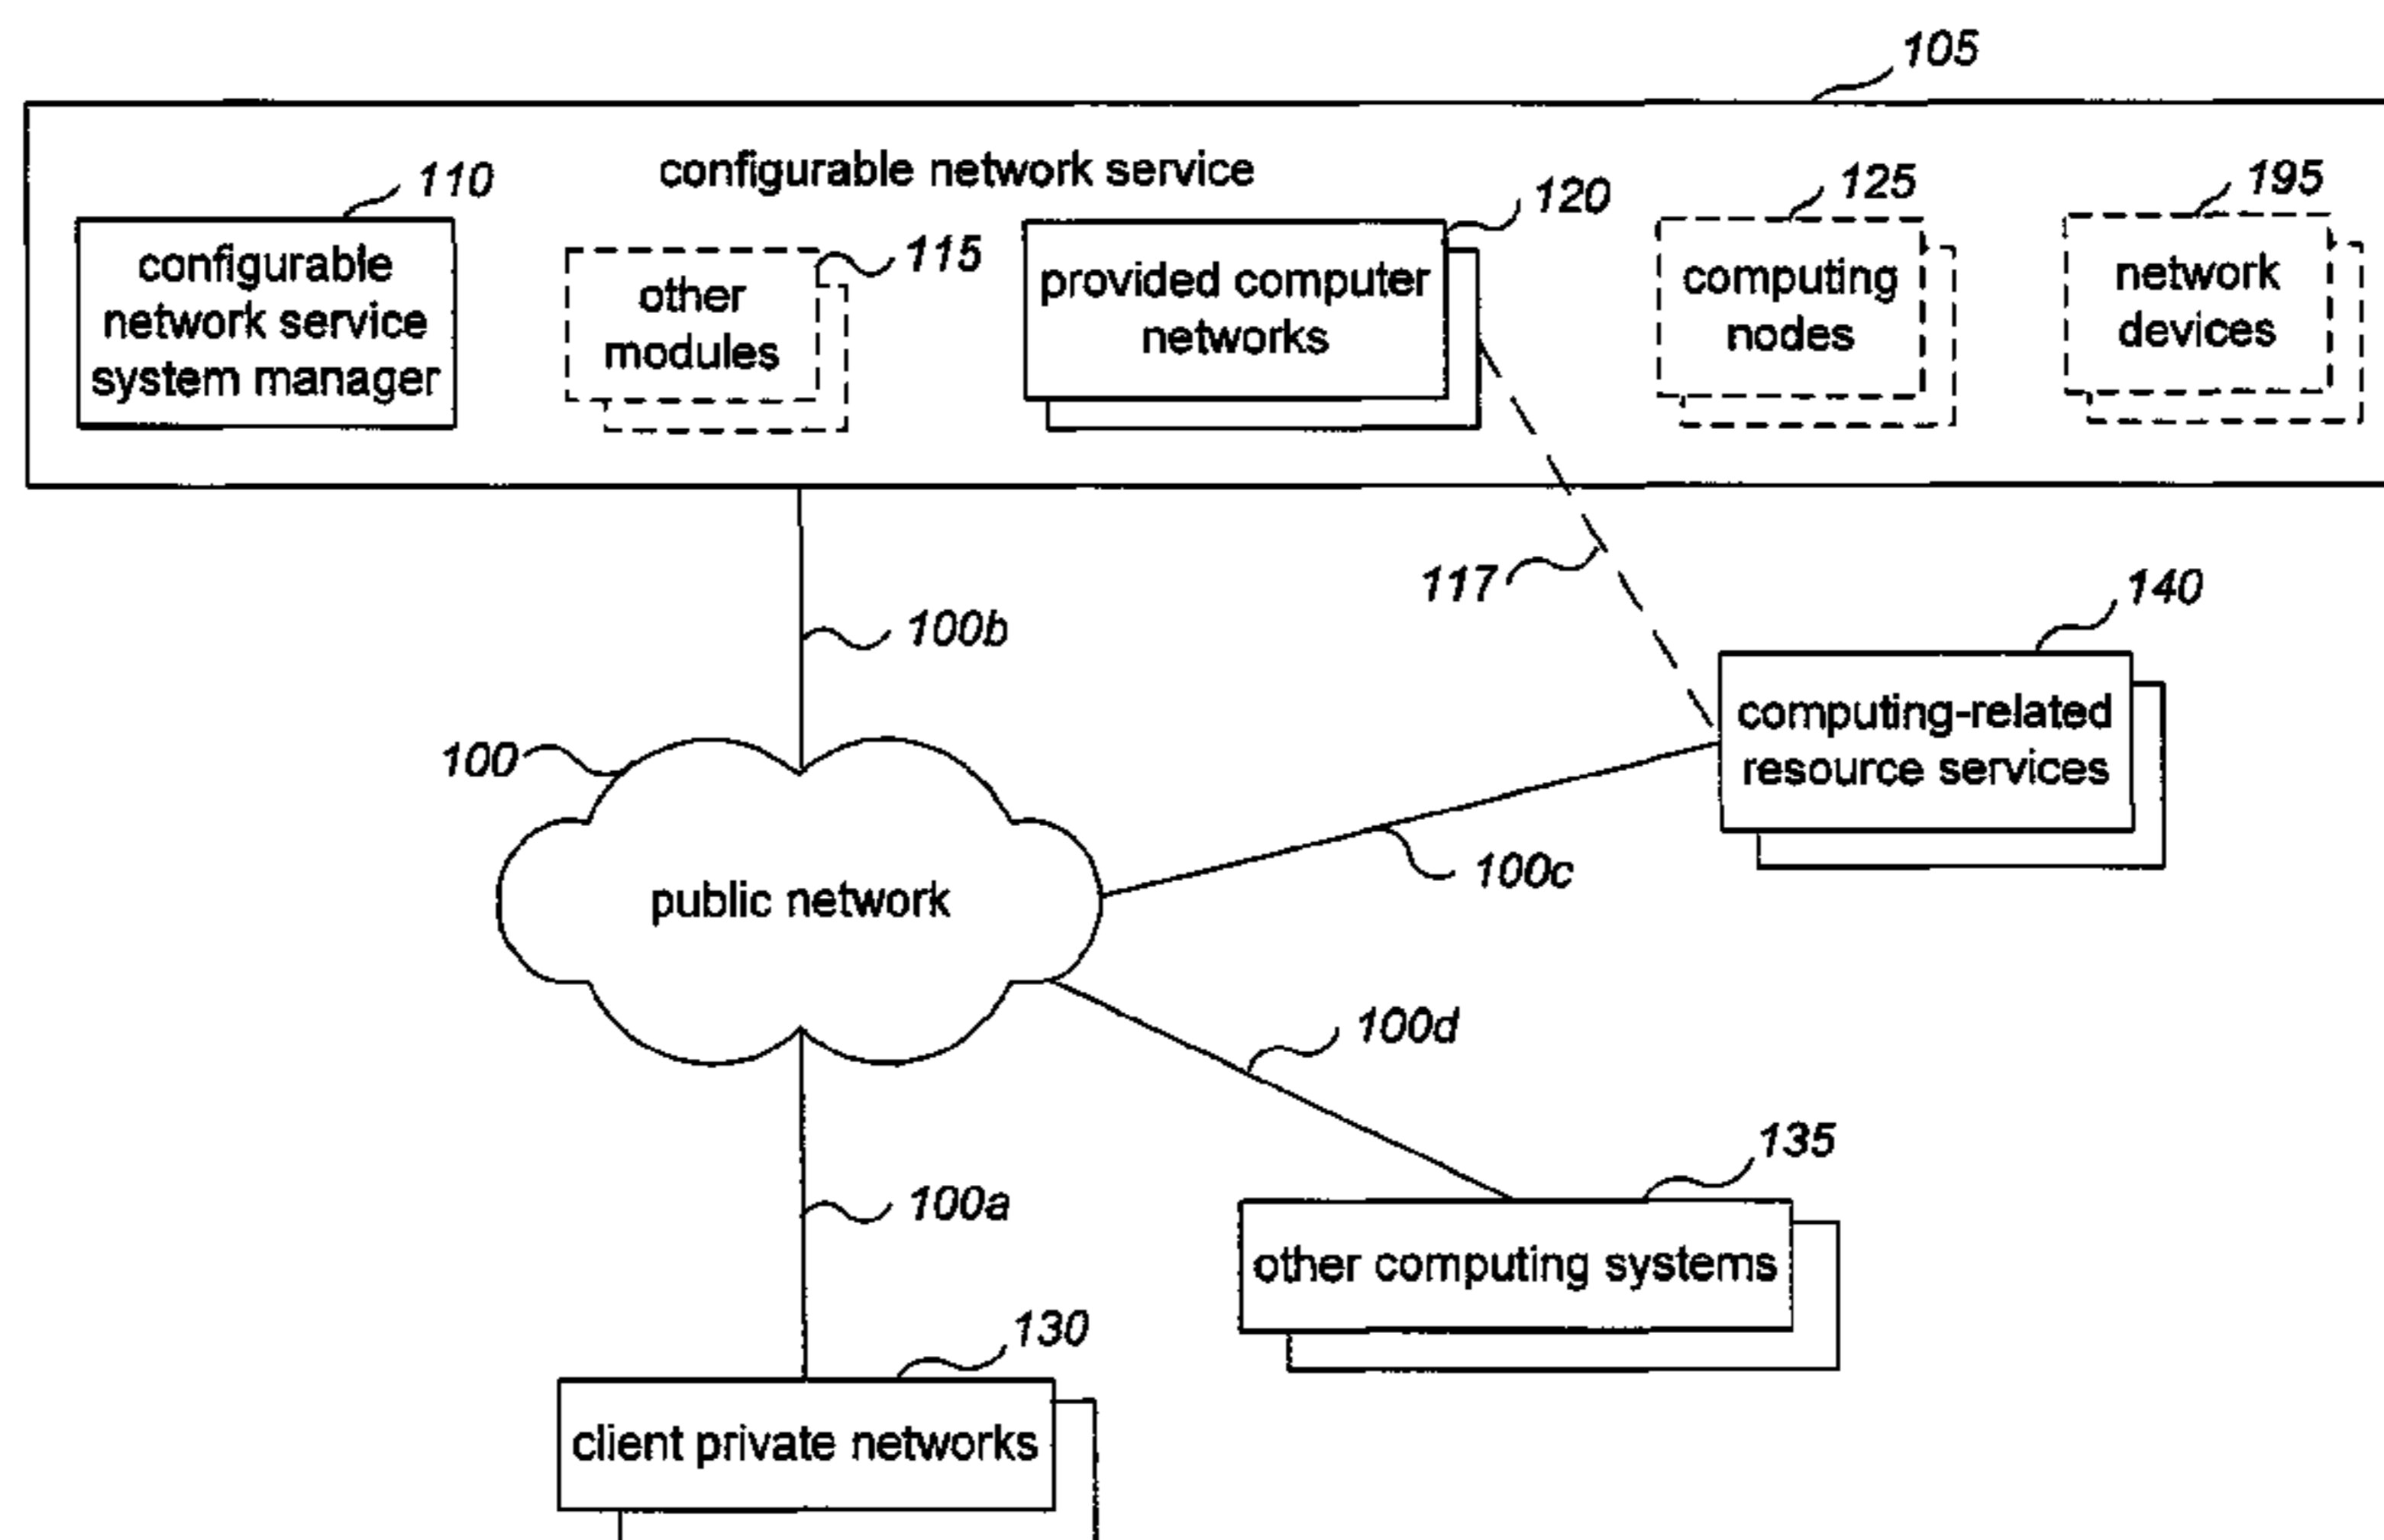 105
configurable network service
110
115
120
125
195
configurable
network service
system manager
other
modules
provided computer
networks
computing
nodes
network
devices
117
140
100b
computing-related
resource services
100
100c
public network
100d
135
100a
other computing systems
130
client private networks